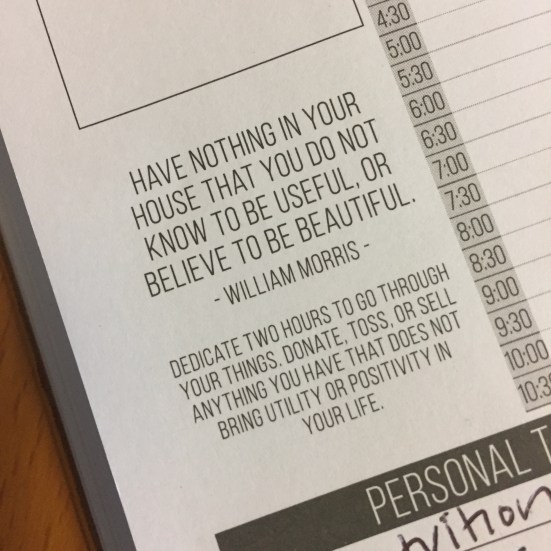 4:30
5:00
5:30
6:00
6:30
7:00
7:30
8:00
8:30
9:00
9:30
10:00
HAVE NOTHING IN YOUR
HOUSE THAT YOU DO NOT
KNOW TO BE USEFUL, OR
BELIEVE TO BE BEAUTIFUL.
- WILLIAM MORRIS -
DEDICATE TWO HOURS TO GO THROUGH
YOUR THINGS. DONATE, TOSS, OR SELL
ANYTHING YOU HAVE THAT DOES NOT
BRING UTILITY OR POSITIVITY IN
YOUR LIFE.
PERSONAL